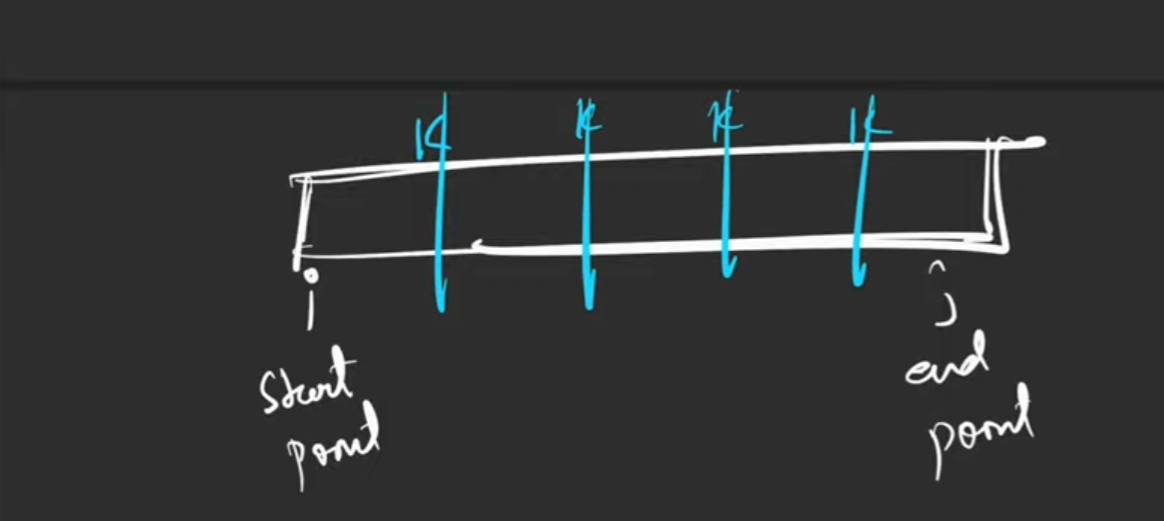 K K K K
i j
start end
point point